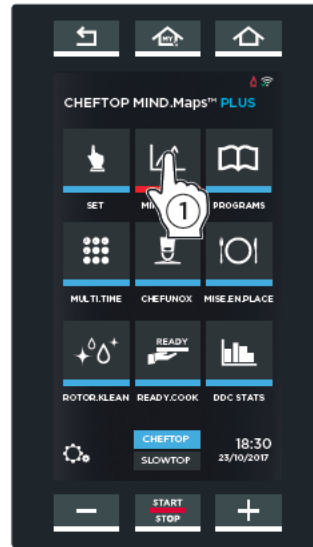 MY
CHEFTOP MIND.Maps™ PLUS
SET
PROGRAMS
1
MULTI.TIME
CHEFUNOX
MISE.EN.PLACE
READY
ROTOR.KLEAN
READY.COOK
DDC STATS
CHEFTOP
18:30
SLOWTOP
23/10/2017
START
STOP